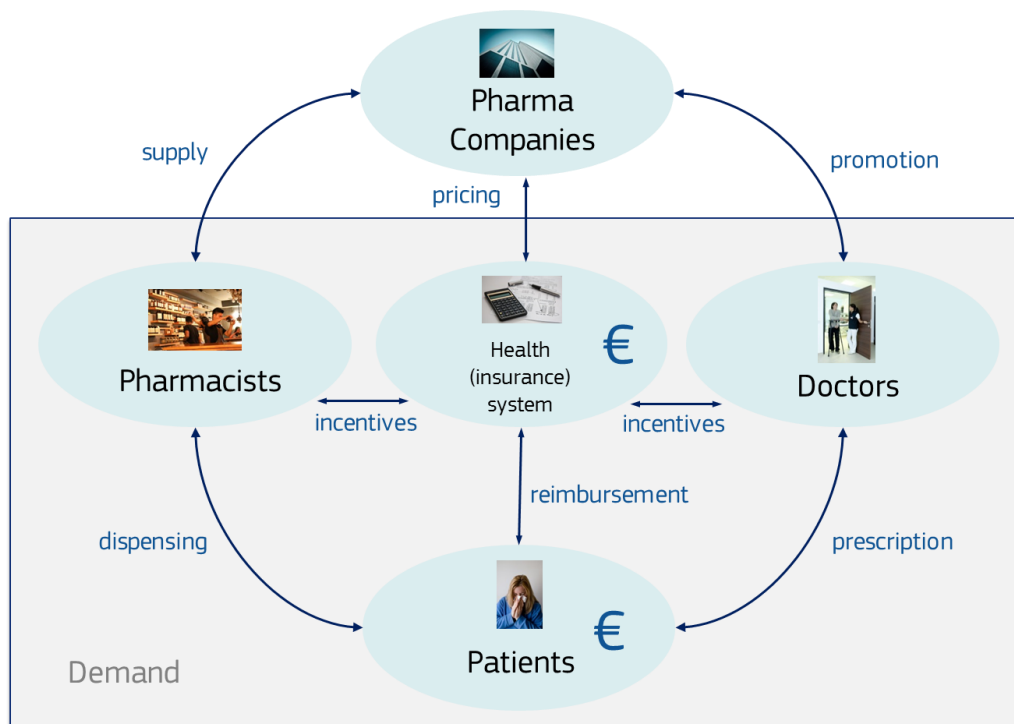 Pharma
Companies
supply
promotion
pricing
Pharmacists
Health
(insurance)
system
€
Doctors
incentives
incentives
reimbursement
dispensing
prescription
Patients
€
Demand